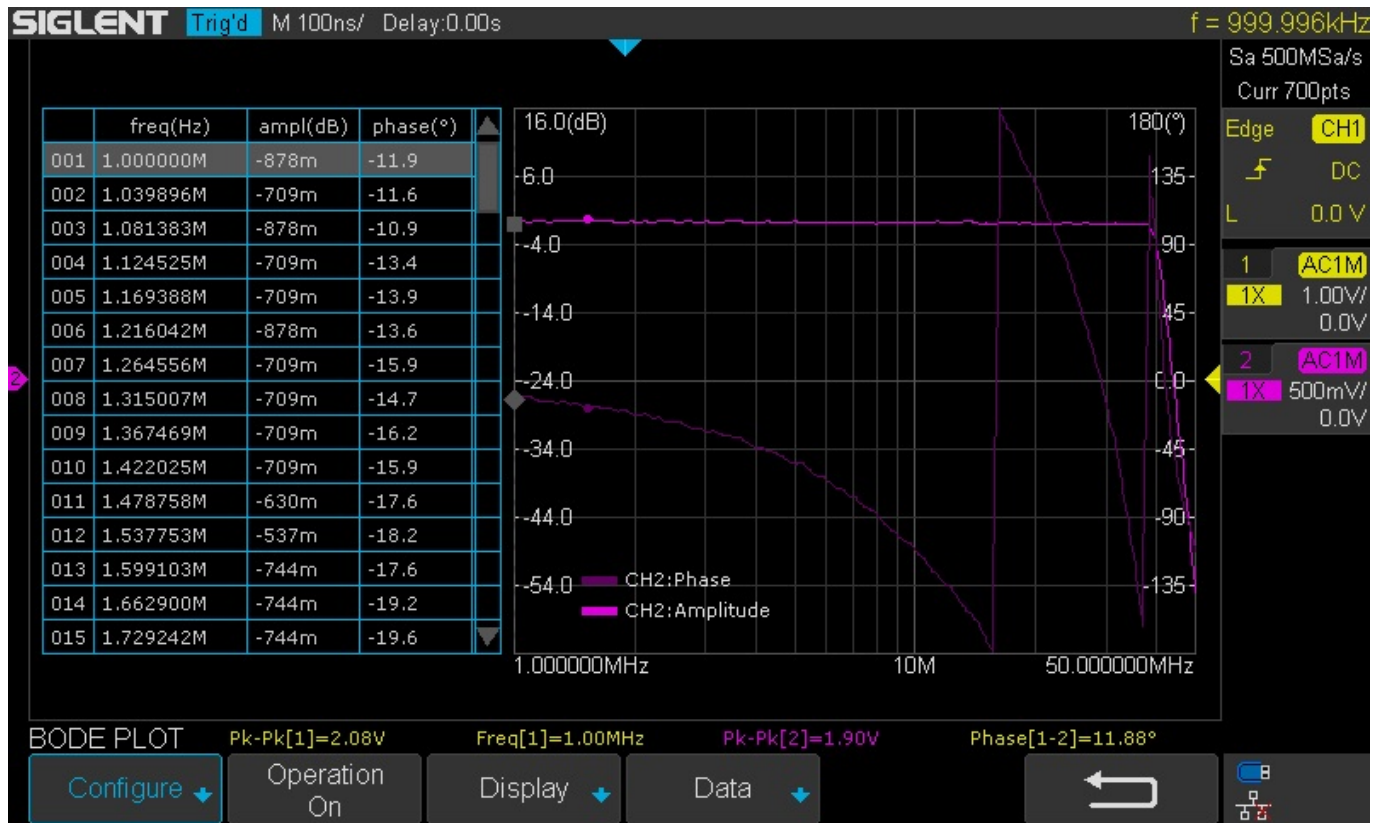 SIGLENT Trig'd M 100ns/ Delay:0.00s f = 999.996kHz
Sa 500MSa/s
Curr 700pts
freq(Hz) ampl(dB) phase(°)
001 1.000000M -878m -11.9
002 1.039896M -709m -11.6
003 1.081383M -878m -10.9
004 1.124525M -709m -13.4
005 1.169388M -709m -13.9
006 1.216042M -878m -13.6
007 1.264556M -709m -15.9
008 1.315007M -709m -14.7
009 1.367469M -709m -16.2
010 1.422025M -709m -15.9
011 1.478758M -630m -17.6
012 1.537753M -537m -18.2
013 1.599103M -744m -17.6
014 1.662900M -744m -19.2
015 1.729242M -744m -19.6
16.0(dB) 180(°)
-6.0 135-
--4.0 90-
--14.0 45-
--24.0 0.0-
--34.0 -45-
--44.0 -90-
--54.0 -135-
CH2:Phase
CH2:Amplitude
1.000000MHz 10M 50.000000MHz
Edge CH1
DC
L 0.0 V
1 AC1M
1X 1.00V/
0.0V
2 AC1M
1X 500mV/
0.0V
2
BODE PLOT Pk-Pk[1]=2.08V Freq[1]=1.00MHz Pk-Pk[2]=1.90V Phase[1-2]=11.88°
Configure
Operation
On
Display
Data